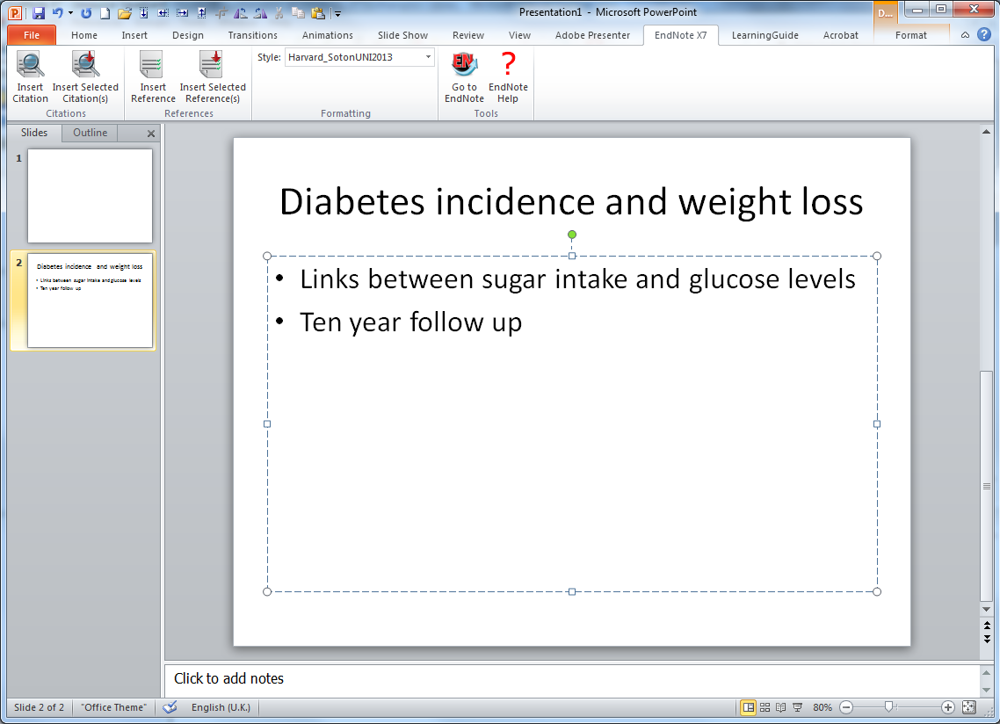 Presentation1 - Microsoft PowerPoint
D...
File Home Insert Design Transitions Animations Slide Show Review View Adobe Presenter EndNote X7 LearningGuide Acrobat Format
Insert Citation
Insert Selected Citation(s)
Citations
Insert Reference
Insert Selected Reference(s)
References
Style: Harvard_SotonUNI2013
Formatting
Go to EndNote
EndNote Help
Tools
Slides Outline
1
2
Diabetes incidence and weight loss
• Links between sugar intake and glucose levels
• Ten year follow up
Diabetes incidence and weight loss
• Links between sugar intake and glucose levels
• Ten year follow up
Click to add notes
Slide 2 of 2 "Office Theme" English (U.K.) 80%